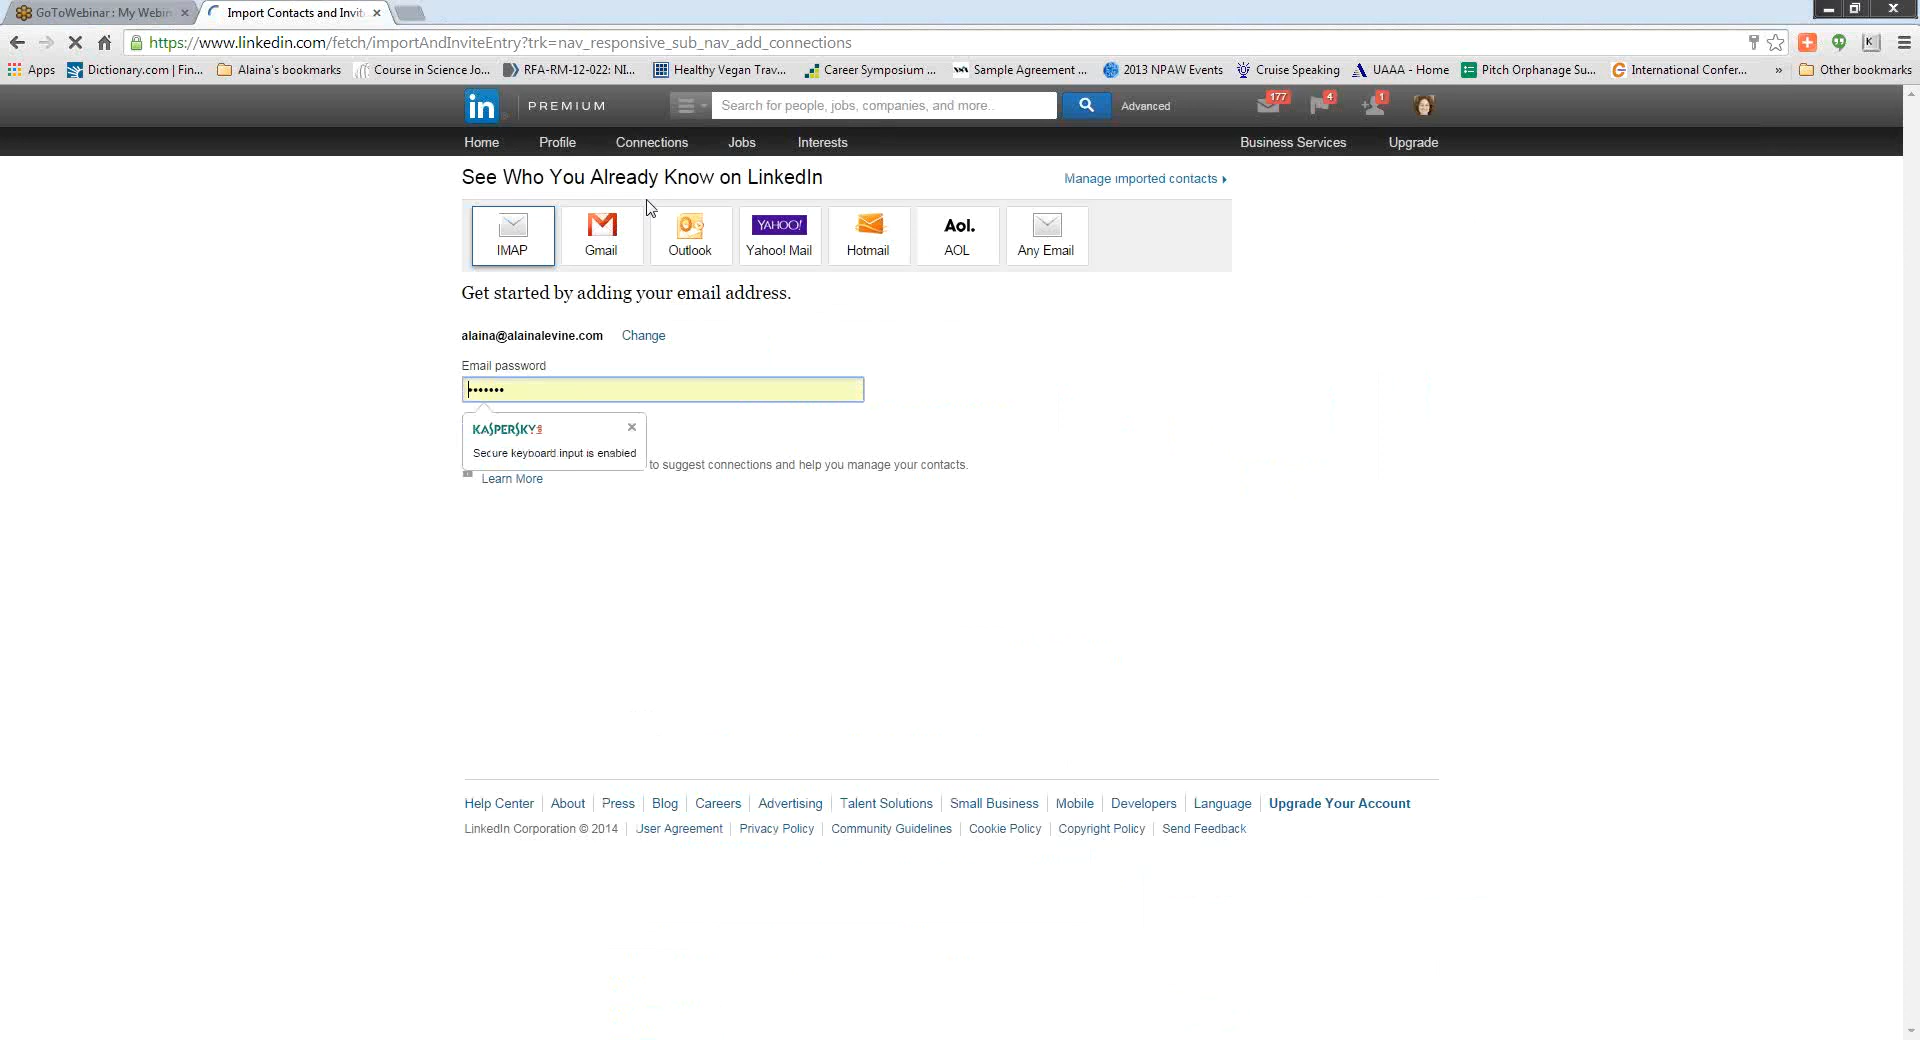 GoToWebinar : My Webin
Import Contacts and Invit
https://www.linkedin.com/fetch/importAndInviteEntry?trk=nav_responsive_sub_nav_add_connections
Apps Dictionary.com | Fin... Alaina's bookmarks Course in Science Jo... RFA-RM-12-022: NI... Healthy Vegan Trav... Career Symposium ... Sample Agreement ... 2013 NPAW Events Cruise Speaking UAAA - Home Pitch Orphanage Su... International Confer... » Other bookmarks
in PREMIUM Search for people, jobs, companies, and more.. Advanced 177 4 1
Home Profile Connections Jobs Interests Business Services Upgrade
See Who You Already Know on LinkedIn
Manage imported contacts
IMAP Gmail Outlook YAHOO! Yahoo! Mail Hotmail Aol. AOL Any Email
Get started by adding your email address.
alaina@alainalevine.com Change
Email password
•••••••
KASPERSKY
Secure keyboard input is enabled
to suggest connections and help you manage your contacts.
Learn More
Help Center About Press Blog Careers Advertising Talent Solutions Small Business Mobile Developers Language Upgrade Your Account
LinkedIn Corporation © 2014 User Agreement Privacy Policy Community Guidelines Cookie Policy Copyright Policy Send Feedback